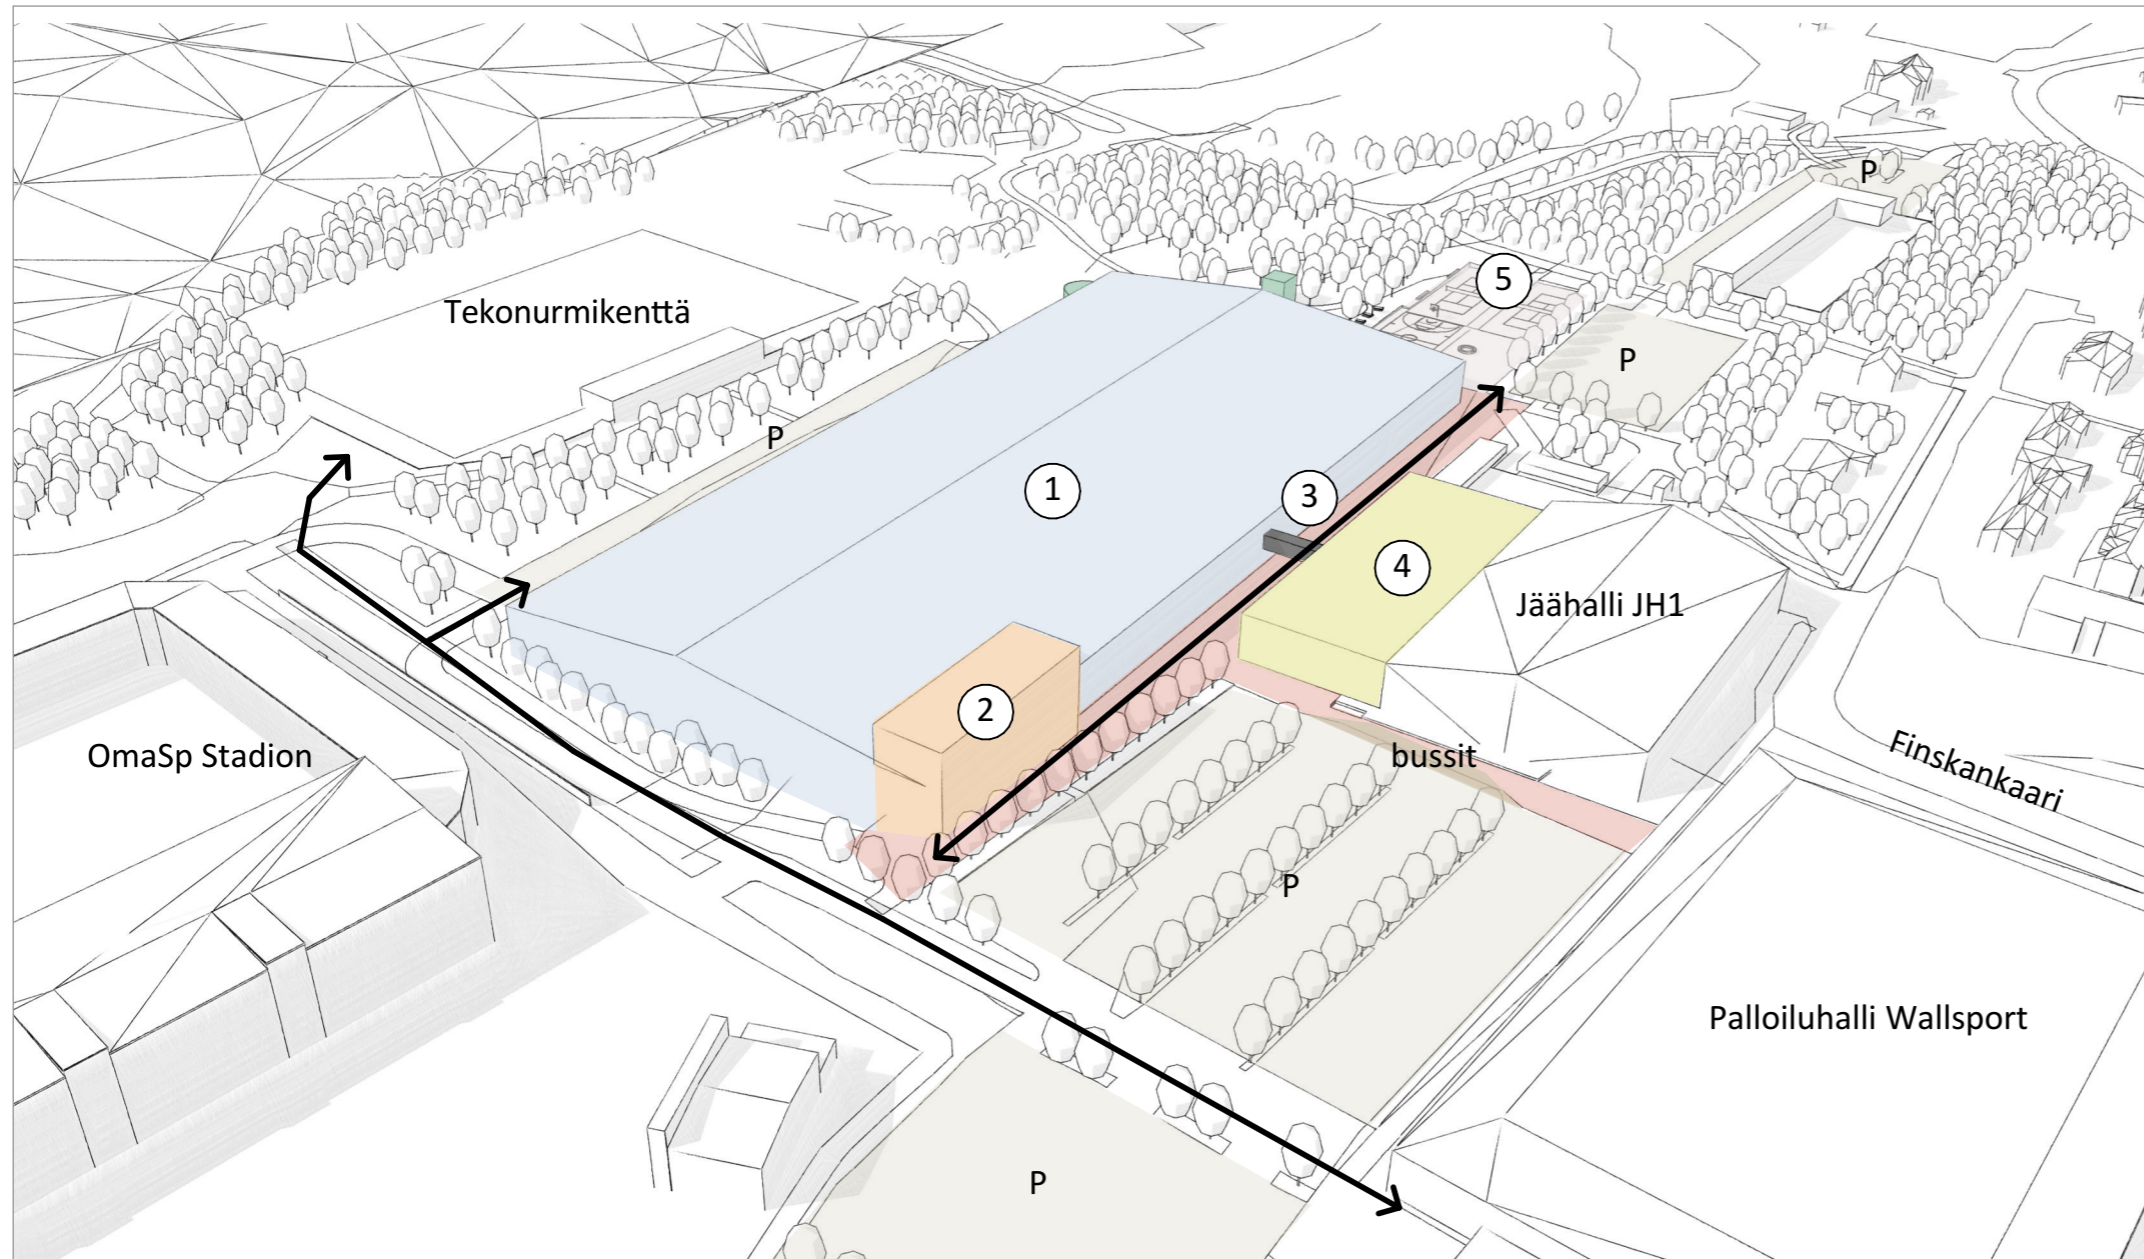 P
5
Tekonurmikenttä
P
P
1
3
4
Jäähalli JH1
2
OmaSp Stadion
bussit
Finskankaari
P
Palloiluhalli Wallsport
P